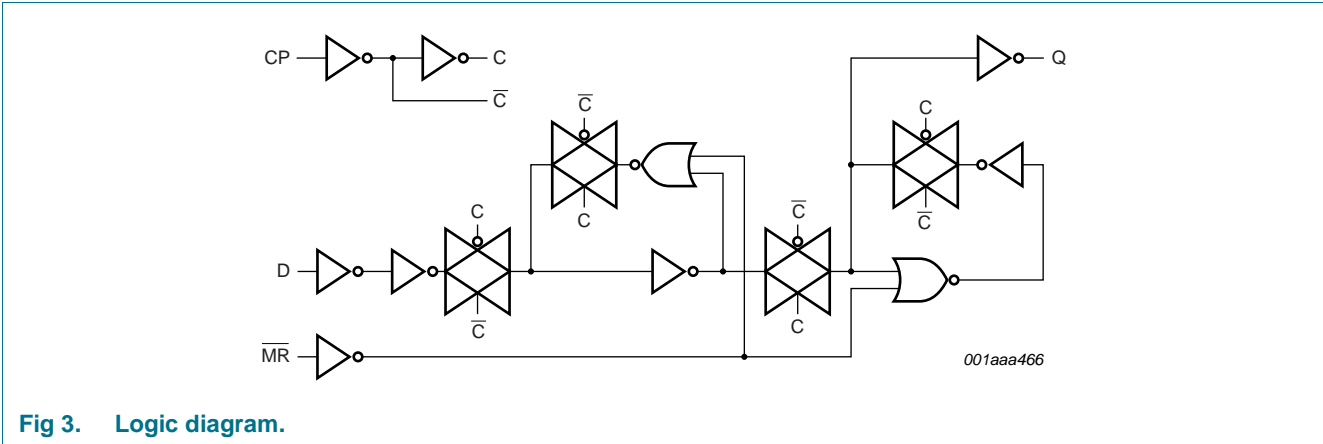 CP
C
C̅
Q
C̅
C
C
C̅
C
C̅
C̅
C
D
M̅R̅
001aaa466
Fig 3. Logic diagram.